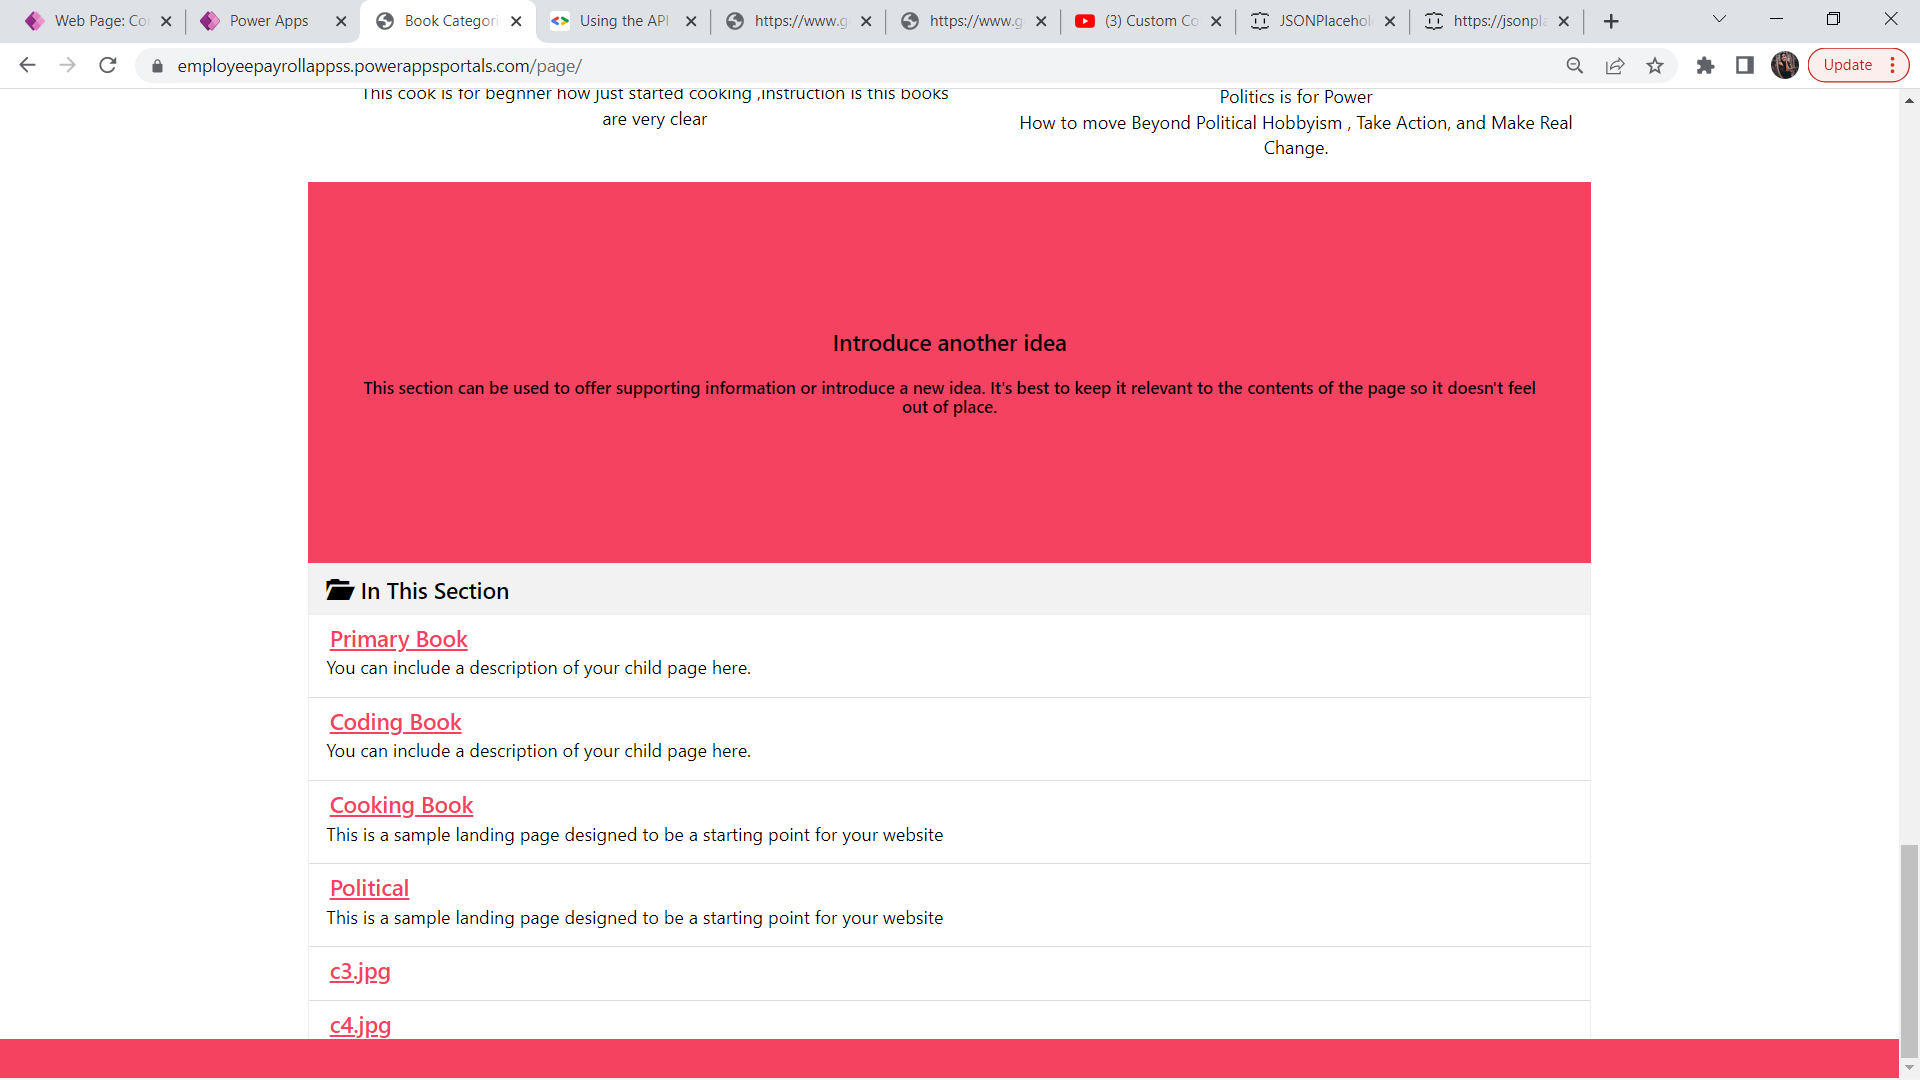 Web Page: Co
Power Apps
Book Categori
Using the API
https://www.g
https://www.g
(3) Custom Co
JSONPlacehol
https://jsonpla
employeepayrollappss.powerappsportals.com/page/
Update
This cook is for begnner how just started cooking ,instruction is this books
are very clear
Politics is for Power
How to move Beyond Political Hobbyism , Take Action, and Make Real
Change.
Introduce another idea
This section can be used to offer supporting information or introduce a new idea. It's best to keep it relevant to the contents of the page so it doesn't feel
out of place.
In This Section
Primary Book
You can include a description of your child page here.
Coding Book
You can include a description of your child page here.
Cooking Book
This is a sample landing page designed to be a starting point for your website
Political
This is a sample landing page designed to be a starting point for your website
c3.jpg
c4.jpg